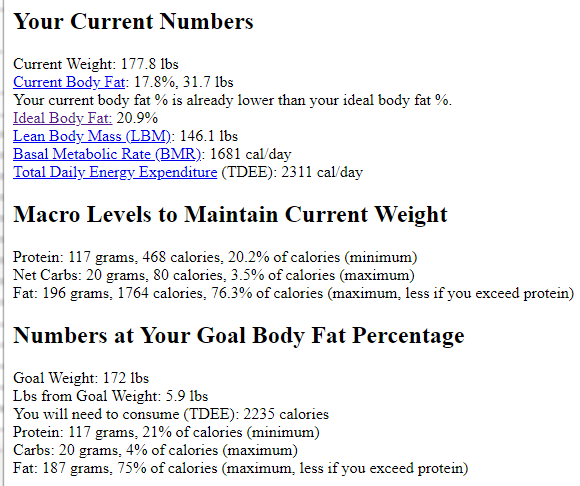 Your Current Numbers
Current Weight: 177.8 lbs
Current Body Fat: 17.8%, 31.7 lbs
Your current body fat % is already lower than your ideal body fat %.
Ideal Body Fat: 20.9%
Lean Body Mass (LBM): 146.1 lbs
Basal Metabolic Rate (BMR): 1681 cal/day
Total Daily Energy Expenditure (TDEE): 2311 cal/day
Macro Levels to Maintain Current Weight
Protein: 117 grams, 468 calories, 20.2% of calories (minimum)
Net Carbs: 20 grams, 80 calories, 3.5% of calories (maximum)
Fat: 196 grams, 1764 calories, 76.3% of calories (maximum, less if you exceed protein)
Numbers at Your Goal Body Fat Percentage
Goal Weight: 172 lbs
Lbs from Goal Weight: 5.9 lbs
You will need to consume (TDEE): 2235 calories
Protein: 117 grams, 21% of calories (minimum)
Carbs: 20 grams, 4% of calories (maximum)
Fat: 187 grams, 75% of calories (maximum, less if you exceed protein)